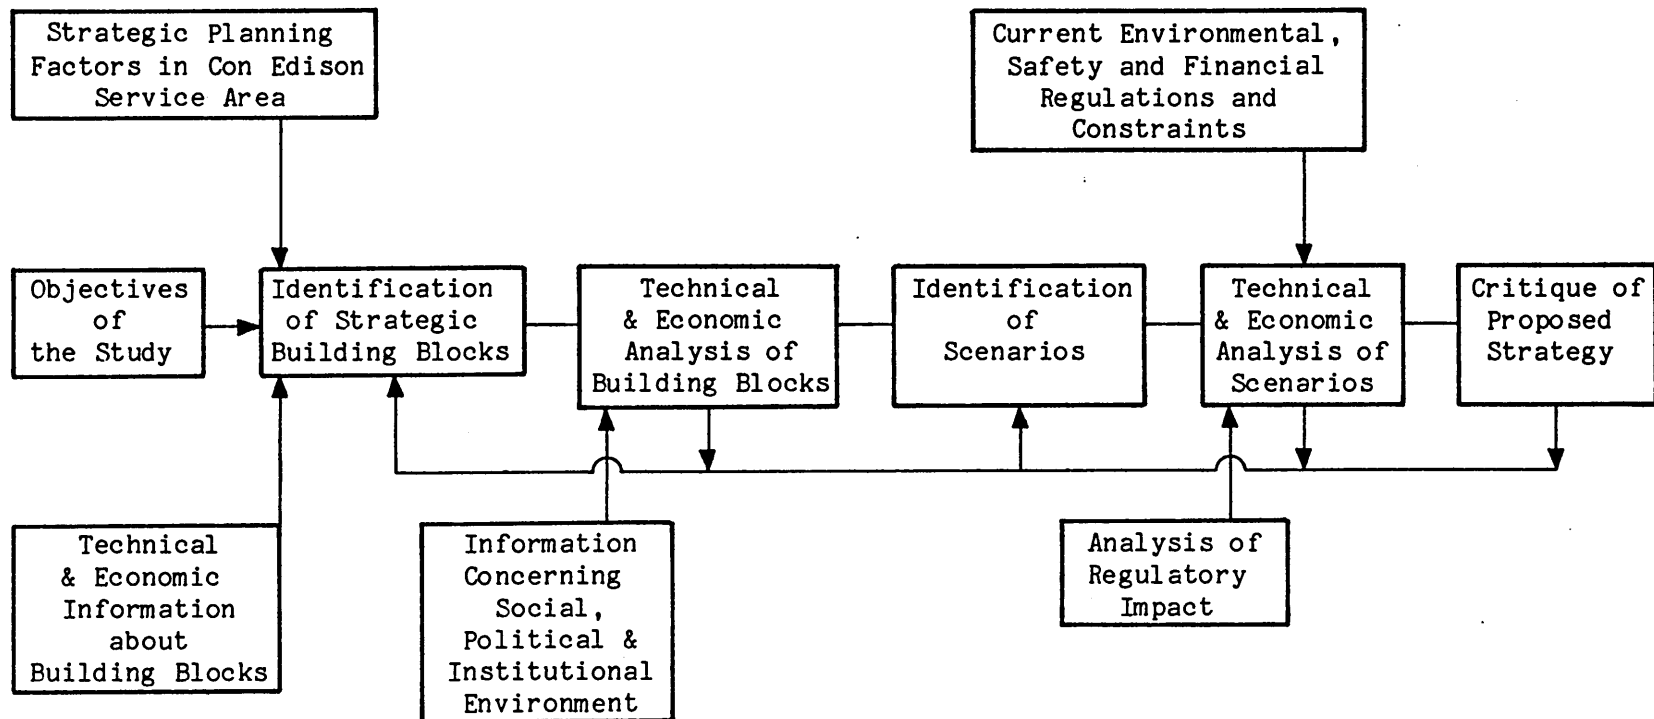 Strategic Planning
Factors in Con Edison
Service Area
Current Environmental,
Safety and Financial
Regulations and
Constraints
Objectives
of
the Study
Identification
of Strategic
Building Blocks
Technical
& Economic
Analysis of
Building Blocks
Identification
of
Scenarios
Technical
& Economic
Analysis of
Scenarios
Critique of
Proposed
Strategy
Technical
& Economic
Information
about
Building Blocks
Information
Concerning
Social,
Political &
Institutional
Environment
Analysis of
Regulatory
Impact